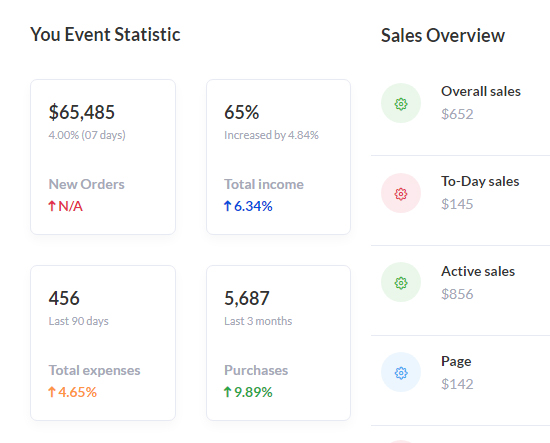 You Event Statistic
$65,485
4.00% (07 days)
New Orders
↑ N/A
65%
Increased by 4.84%
Total income
↑ 6.34%
456
Last 90 days
Total expenses
↑ 4.65%
5,687
Last 3 months
Purchases
↑ 9.89%
Sales Overview
Overall sales
$652
To-Day sales
$145
Active sales
$856
Page
$142